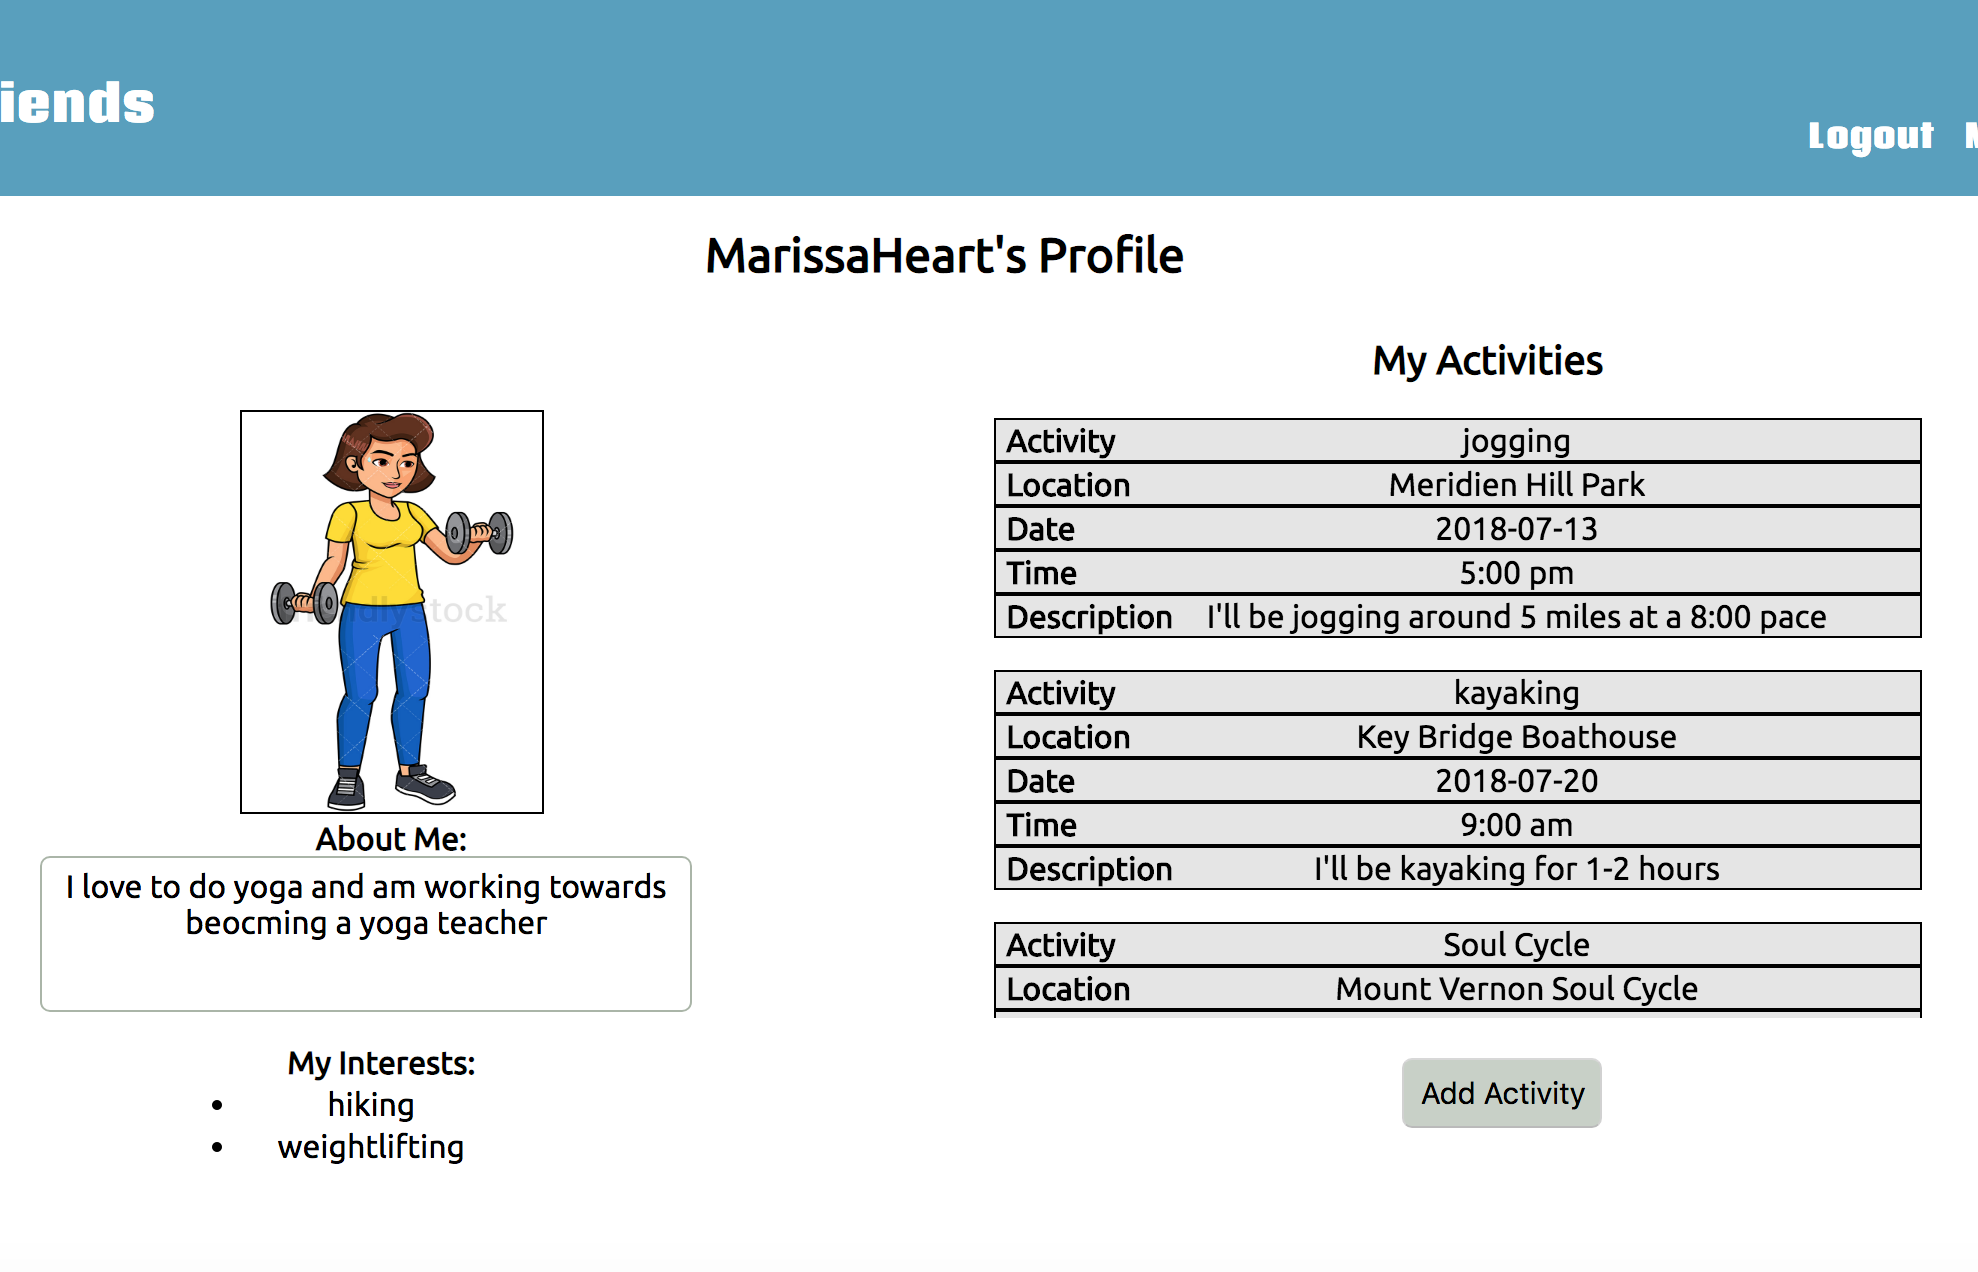 iends
Logout
MarissaHeart's Profile
My Activities
Activity jogging
Location Meridien Hill Park
Date 2018-07-13
Time 5:00 pm
Description I'll be jogging around 5 miles at a 8:00 pace
Activity kayaking
Location Key Bridge Boathouse
Date 2018-07-20
Time 9:00 am
Description I'll be kayaking for 1-2 hours
Activity Soul Cycle
Location Mount Vernon Soul Cycle
Add Activity
About Me:
I love to do yoga and am working towards
beocming a yoga teacher
My Interests:
• hiking
• weightlifting